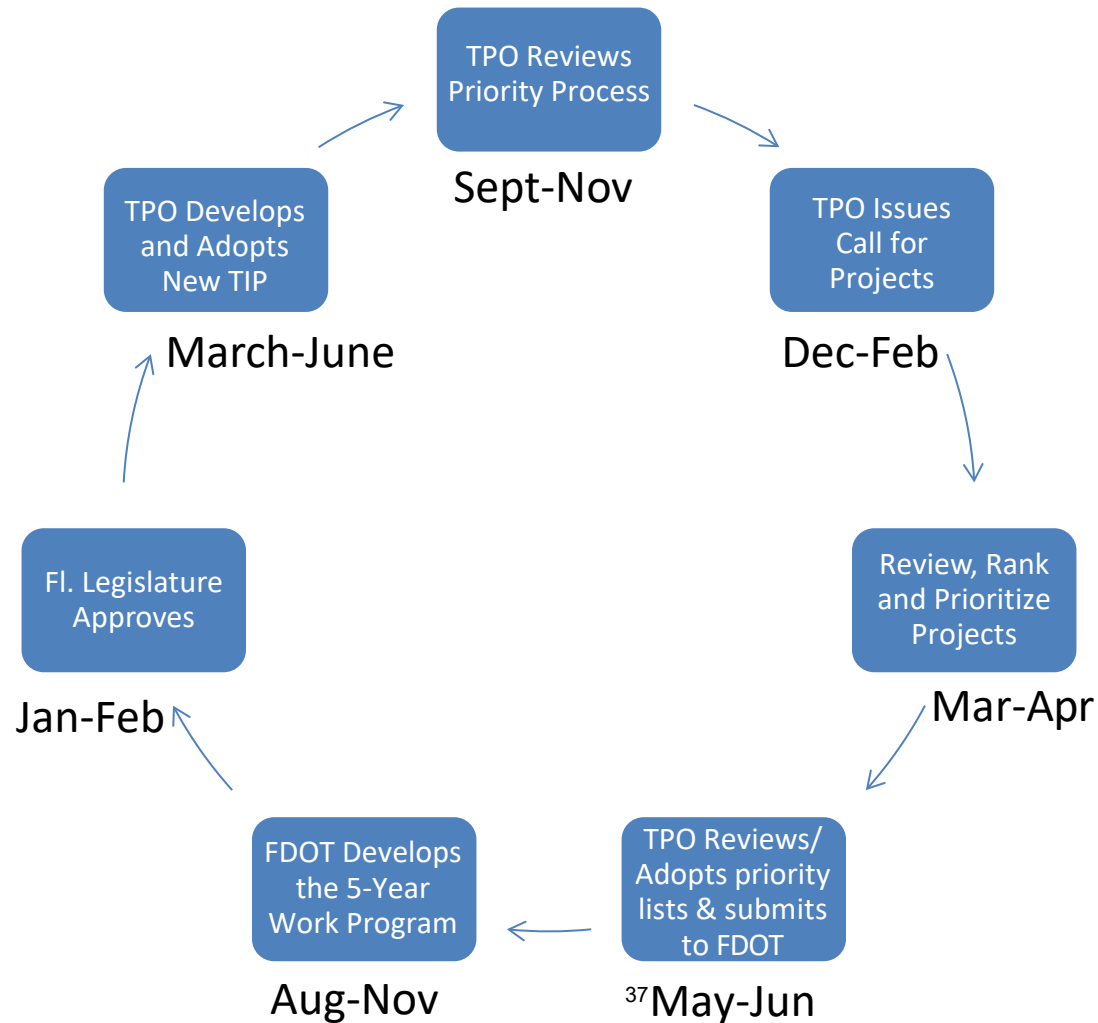 TPO Reviews
Priority Process
Sept-Nov
TPO Issues
Call for
Projects
Dec-Feb
Review, Rank
and Prioritize
Projects
Mar-Apr
TPO Reviews/
Adopts priority
lists & submits
to FDOT
37May-Jun
FDOT Develops
the 5-Year
Work Program
Aug-Nov
Fl. Legislature
Approves
Jan-Feb
TPO Develops
and Adopts
New TIP
March-June